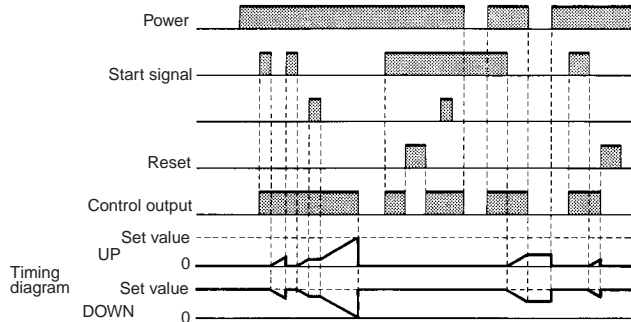 Power
Start signal
Reset
Control output
Set value
UP
0
Timing
diagram
Set value
DOWN
0